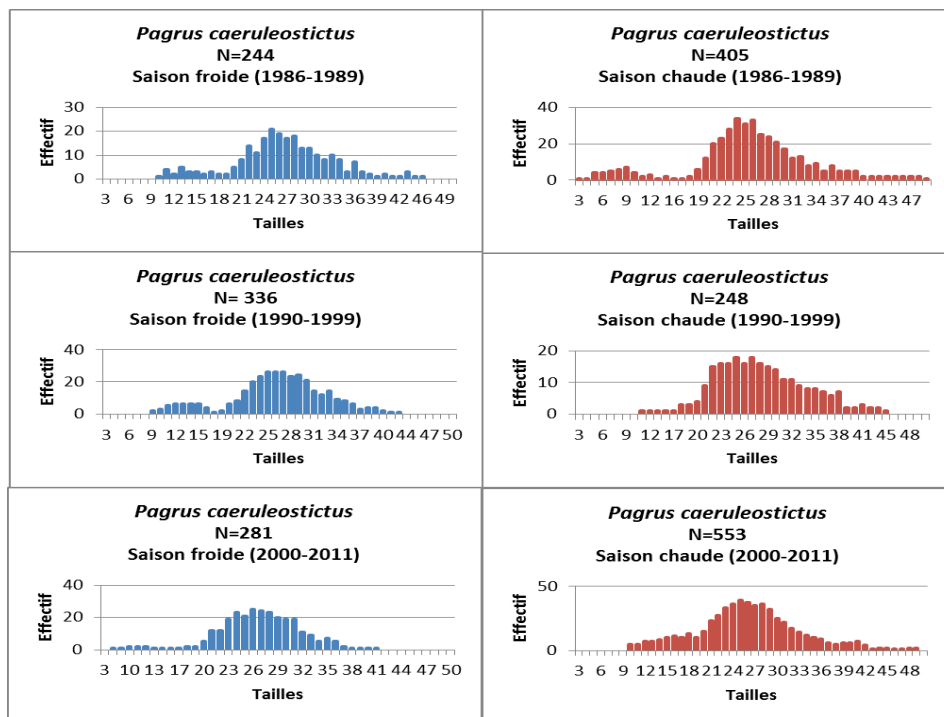 Pagrus caeruleostictus
N=244
Saison froide (1986-1989)
Effectif
30
20
10
0
3 6 9 12 15 18 21 24 27 30 33 36 39 42 45 49
Tailles
Pagrus caeruleostictus
N=405
Saison chaude (1986-1989)
Effectif
40
20
0
3 6 9 12 16 19 22 25 28 31 34 37 40 43 47
Tailles
Pagrus caeruleostictus
N= 336
Saison froide (1990-1999)
Effectif
40
20
0
3 6 9 12 15 19 22 25 28 31 34 37 40 43 47 50
Tailles
Pagrus caeruleostictus
N=248
Saison chaude (1990-1999)
Effectif
20
10
0
3 6 9 11 14 17 20 23 26 29 32 35 38 41 45 48
Tailles
Pagrus caeruleostictus
N=281
Saison froide (2000-2011)
Effectif
40
20
0
3 10 13 17 20 23 26 29 32 35 38 41 44 47 50
Tailles
Pagrus caeruleostictus
N=553
Saison chaude (2000-2011)
Effectif
50
0
3 6 9 12 15 18 21 24 27 30 33 36 39 42 45 48
Tailles